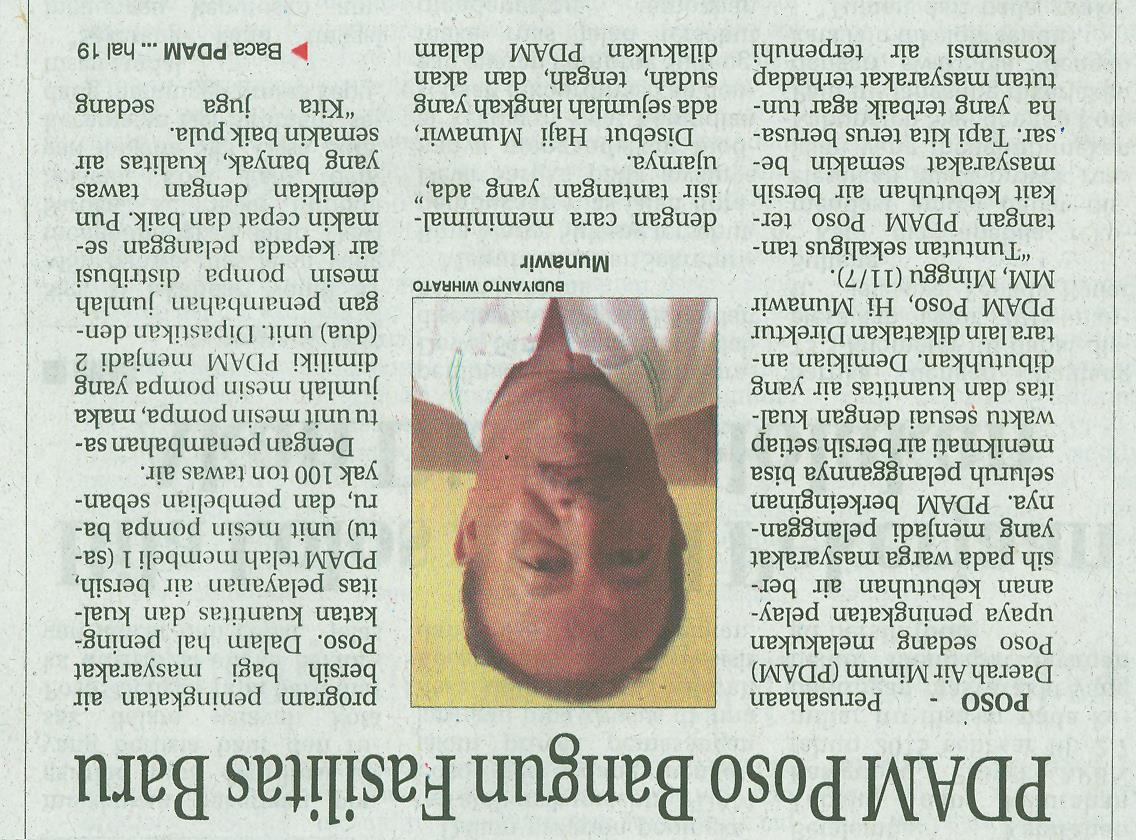 PDAM Poso Bangun Fasilitas Baru
POSO - Perusahaan
Daerah Air Minum (PDAM)
Poso sedang melakukan
upaya peningkatan pelay-
anan kebutuhan air ber-
sih pada warga masyarakat
yang menjadi pelanggan-
nya. PDAM berkeinginan
seluruh pelanggannya bisa
menikmati air bersih setiap
waktu sesuai dengan kual-
itas dan kuantitas air yang
dibutuhkan. Demikian an-
tara lain dikatakan Direktur
PDAM Poso, Hi. Munawir
MM, Minggu (11/7).
"Tuntutan sekaligus tan-
tangan PDAM Poso ter-
kait kebutuhan air bersih
masyarakat semakin be-
sar. Tapi kita terus berusa-
ha yang terbaik agar tun-
tutan masyarakat terhadap
konsumsi air terpenuhi
BUDIYANTO WIHRATO
Munawir
dengan cara meminimal-
isir tantangan yang ada,"
ujarnya.
Disebut Haji Munawir,
ada sejumlah langkah yang
sudah, tengah, dan akan
dilakukan PDAM dalam
program peningkatan air
bersih bagi masyarakat
Poso. Dalam hal pening-
katan kuantitas dan kual-
itas pelayanan air bersih,
PDAM telah membeli 1 (sa-
tu) unit mesin pompa ba-
ru, dan pembelian seban-
yak 100 ton tawas air.
Dengan penambahan sa-
tu unit mesin pompa, maka
jumlah mesin pompa yang
dimiliki PDAM menjadi 2
(dua) unit. Dipastikan den-
gan penambahan jumlah
mesin pompa distribusi
air kepada pelanggan se-
makin cepat dan baik. Pun
demikian dengan tawas
yang banyak, kualitas air
semakin baik pula.
"Kita juga sedang
Baca PDAM ... hal 19